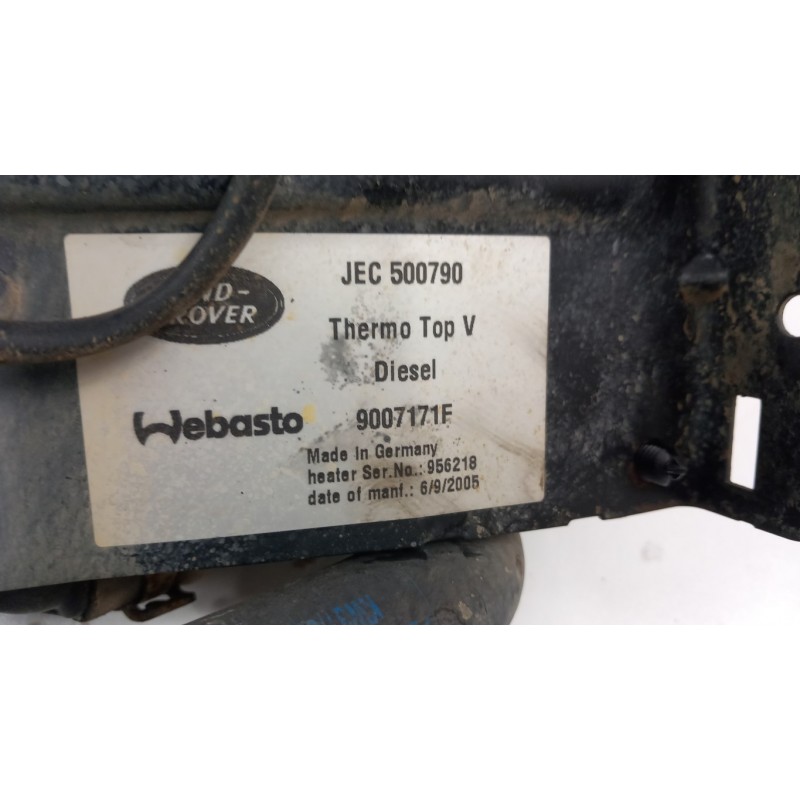 JEC 500790
ROVER
Thermo Top V
Diesel
Webasto 9007171F
Made In Germany
heater Ser.No.: 956218
date of manf.: 6/9/2005